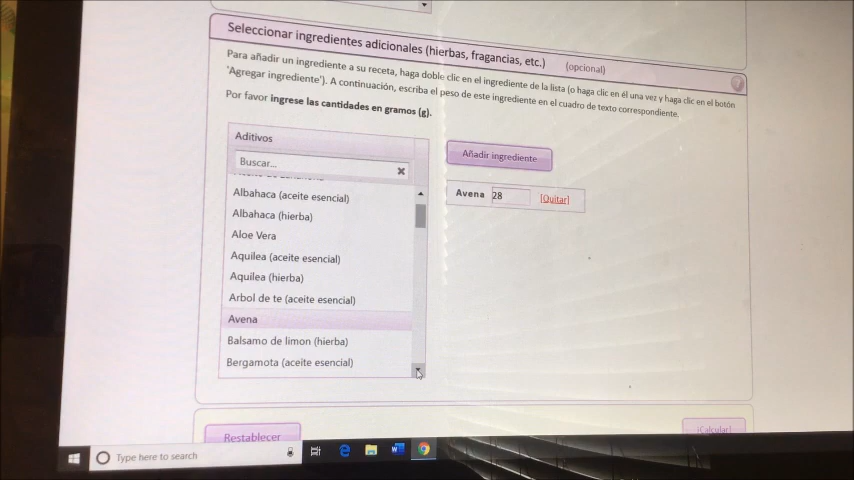 Seleccionar ingredientes adicionales (hierbas, fragancias, etc.) (opcional)
Para añadir un ingrediente a su receta, haga doble clic en el ingrediente de la lista (o haga clic en él una vez y haga clic en el botón
'Agregar ingrediente'). A continuación, escriba el peso de este ingrediente en el cuadro de texto correspondiente.
Por favor ingrese las cantidades en gramos (g).
Aditivos
Buscar...
Añadir ingrediente
Avena 28 [Quitar]
Albahaca (aceite esencial)
Albahaca (hierba)
Aloe Vera
Aquilea (aceite esencial)
Aquilea (hierba)
Arbol de te (aceite esencial)
Avena
Balsamo de limon (hierba)
Bergamota (aceite esencial)
Restablecer
¡Calcular!
Type here to search